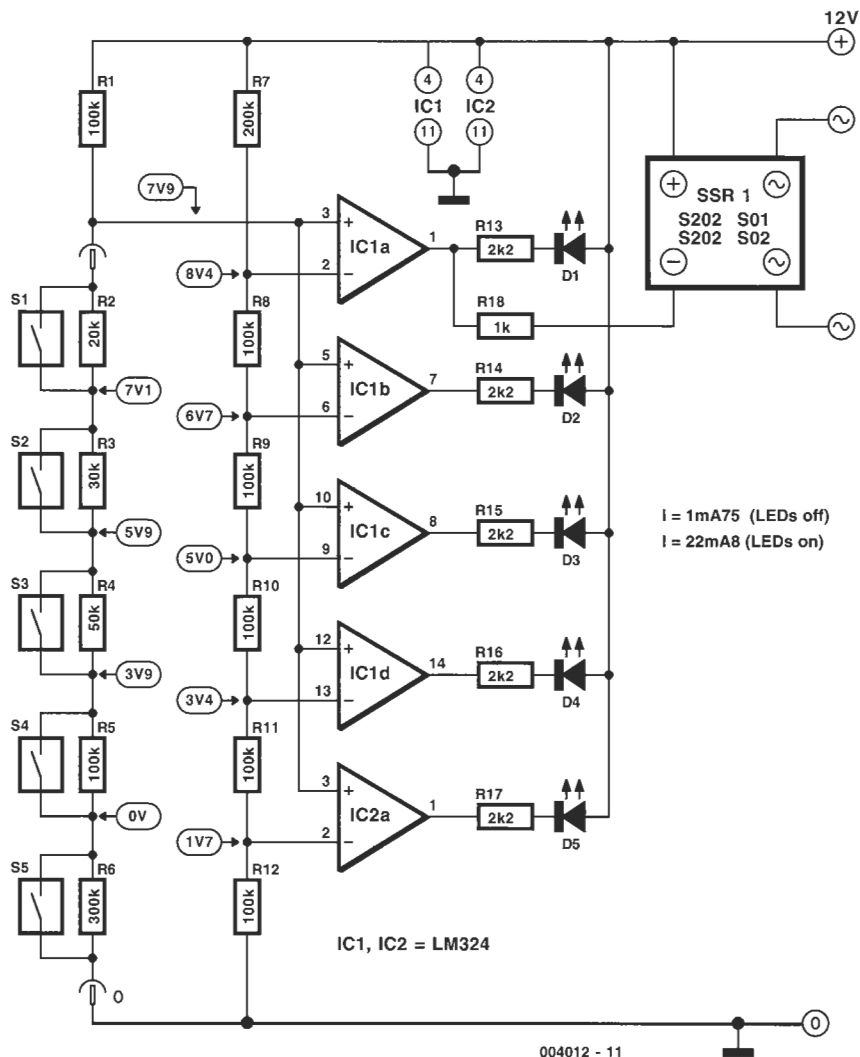 12V
+
R1
100k
R7
200k
4
IC1
11
4
IC2
11
7V9
SSR 1
S202 S01
S202 S02
+
−
3
+
2
−
IC1a
1
R13
2k2
D1
8V4
R18
1k
S1
R2
20k
7V1
R8
100k
5
+
6
−
IC1b
7
R14
2k2
D2
6V7
S2
R3
30k
5V9
R9
100k
10
+
9
−
IC1c
8
R15
2k2
D3
5V0
I = 1mA75 (LEDs off)
I = 22mA8 (LEDs on)
S3
R4
50k
3V9
R10
100k
12
+
13
−
IC1d
14
R16
2k2
D4
3V4
S4
R5
100k
0V
R11
100k
3
+
2
−
IC2a
1
R17
2k2
D5
1V7
S5
R6
300k
R12
100k
IC1, IC2 = LM324
0
0
004012 - 11